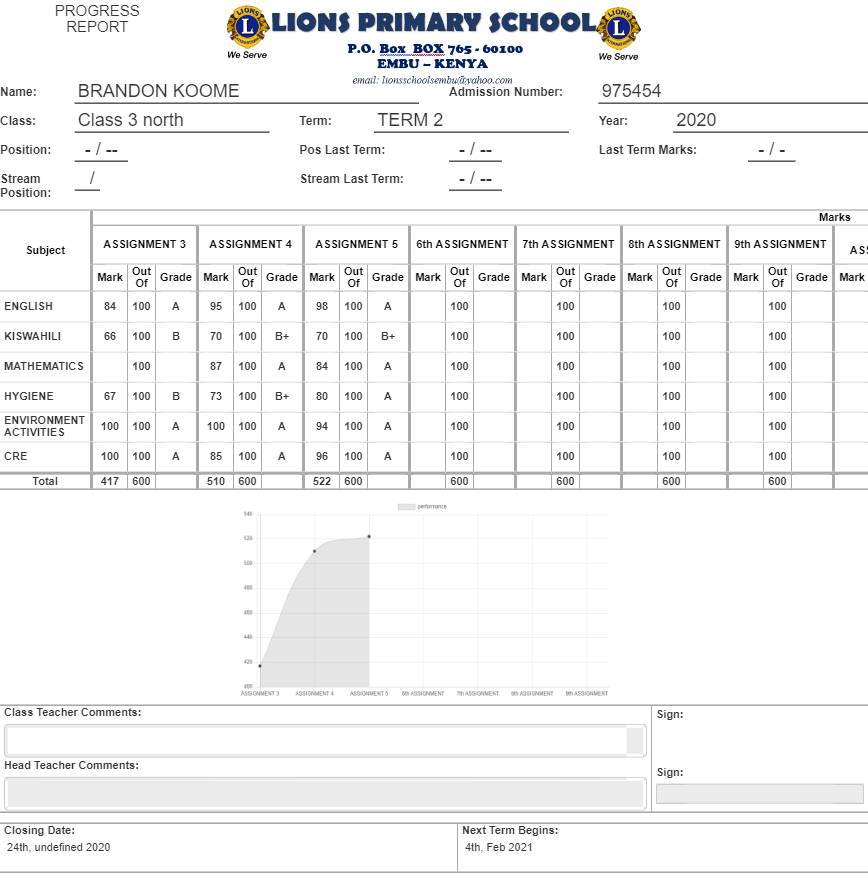 PROGRESS
REPORT
LIONS PRIMARY SCHOOL
We Serve
We Serve
P.O. Box BOX 765 - 60100
EMBU – KENYA
email: lionsschoolsembu@yahoo.com
Name: BRANDON KOOME Admission Number: 975454
Class: Class 3 north Term: TERM 2 Year: 2020
Position: - / -- Pos Last Term: - / -- Last Term Marks: - / -
Stream Position: / Stream Last Term: - / --
Marks
Subject ASSIGNMENT 3 ASSIGNMENT 4 ASSIGNMENT 5 6th ASSIGNMENT 7th ASSIGNMENT 8th ASSIGNMENT 9th ASSIGNMENT ASS
Mark Out Of Grade Mark Out Of Grade Mark Out Of Grade Mark Out Of Grade Mark Out Of Grade Mark Out Of Grade Mark Out Of Grade Mark
ENGLISH 84 100 A 95 100 A 98 100 A 100 100 100 100
KISWAHILI 66 100 B 70 100 B+ 70 100 B+ 100 100 100 100
MATHEMATICS 100 87 100 A 84 100 A 100 100 100 100
HYGIENE 67 100 B 73 100 B+ 80 100 A 100 100 100 100
ENVIRONMENT ACTIVITIES 100 100 A 100 100 A 94 100 A 100 100 100 100
CRE 100 100 A 85 100 A 96 100 A 100 100 100 100
Total 417 600 510 600 522 600 600 600 600 600
performance
540
520
500
480
460
440
420
400
ASSIGNMENT 3 ASSIGNMENT 4 ASSIGNMENT 5 6th ASSIGNMENT 7th ASSIGNMENT 8th ASSIGNMENT 9th ASSIGNMENT
Class Teacher Comments: Sign:
Head Teacher Comments: Sign:
Closing Date: Next Term Begins:
24th, undefined 2020 4th, Feb 2021